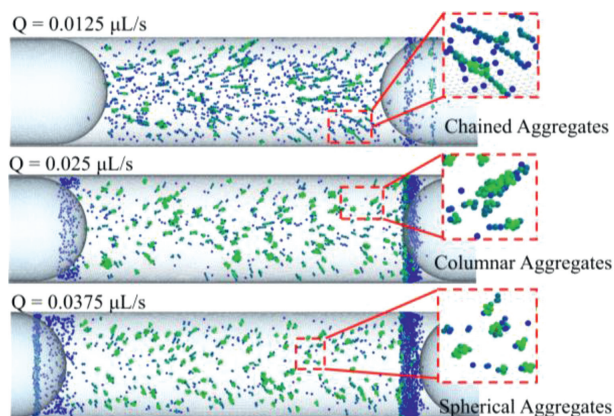 Q = 0.0125 μL/s
Chained Aggregates
Q = 0.025 μL/s
Columnar Aggregates
Q = 0.0375 μL/s
Spherical Aggregates